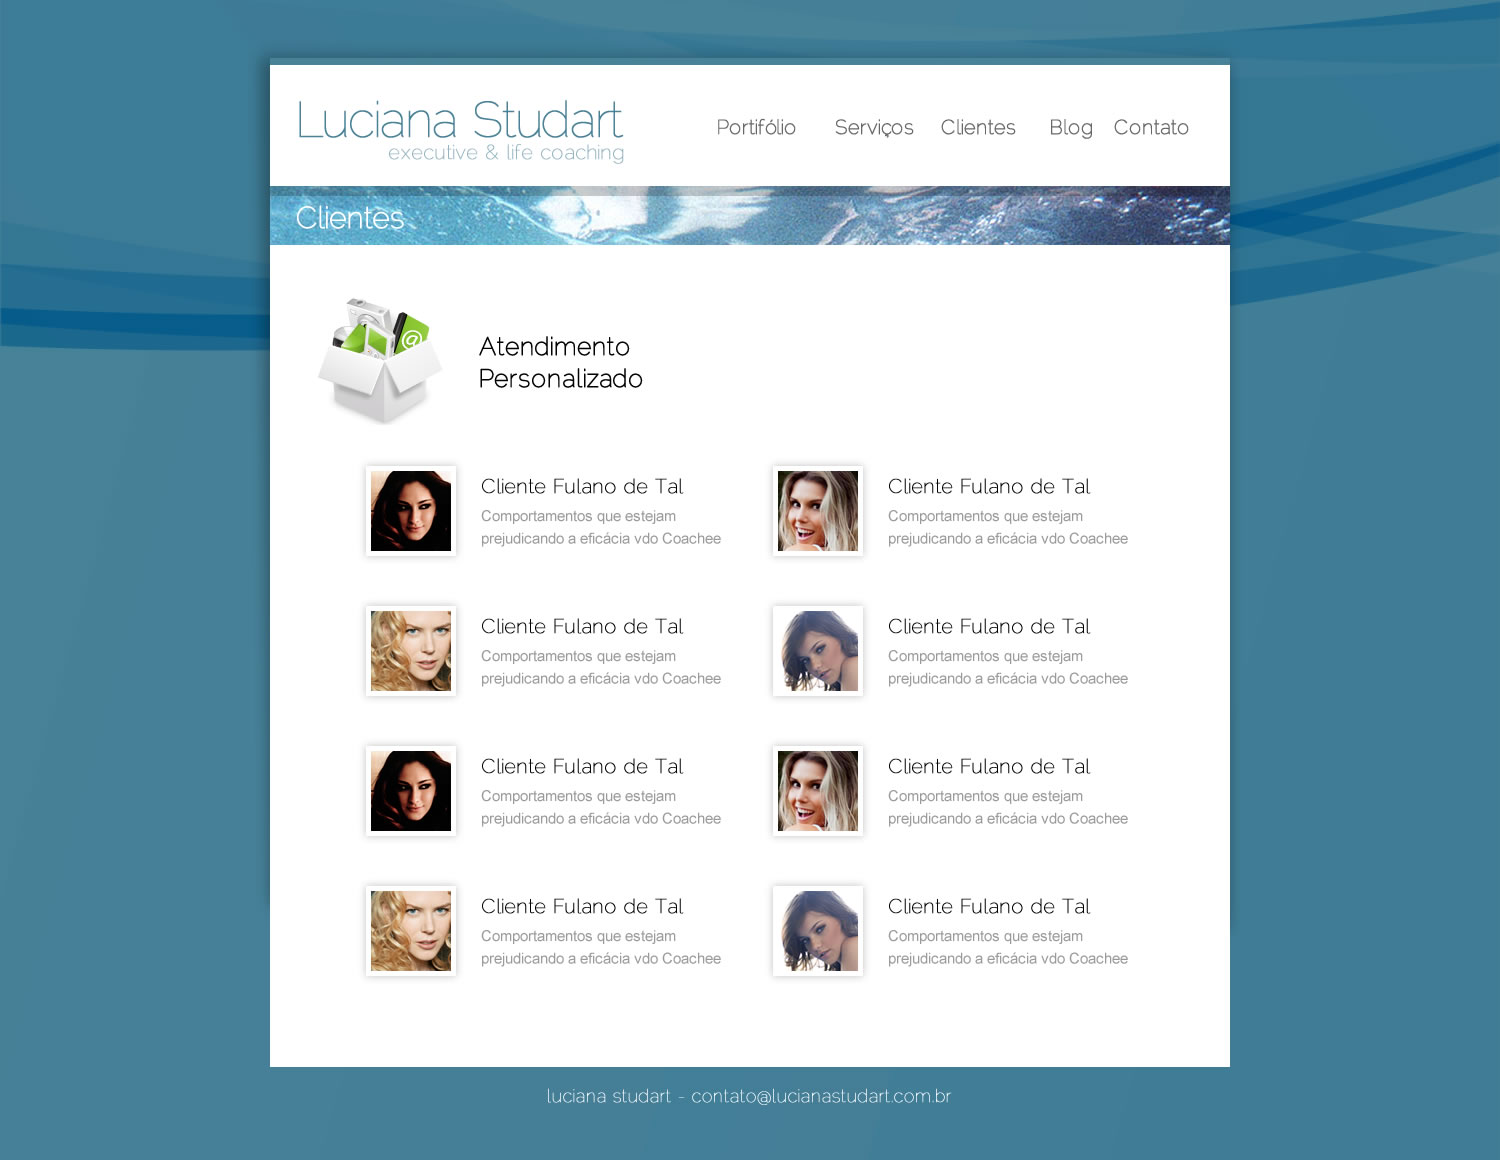 Luciana Studart
executive & life coaching
Portifólio Serviços Clientes Blog Contato
Clientes
@
Atendimento
Personalizado
Cliente Fulano de Tal
Comportamentos que estejam
prejudicando a eficácia vdo Coachee
Cliente Fulano de Tal
Comportamentos que estejam
prejudicando a eficácia vdo Coachee
Cliente Fulano de Tal
Comportamentos que estejam
prejudicando a eficácia vdo Coachee
Cliente Fulano de Tal
Comportamentos que estejam
prejudicando a eficácia vdo Coachee
Cliente Fulano de Tal
Comportamentos que estejam
prejudicando a eficácia vdo Coachee
Cliente Fulano de Tal
Comportamentos que estejam
prejudicando a eficácia vdo Coachee
Cliente Fulano de Tal
Comportamentos que estejam
prejudicando a eficácia vdo Coachee
Cliente Fulano de Tal
Comportamentos que estejam
prejudicando a eficácia vdo Coachee
luciana studart - contato@lucianastudart.com.br